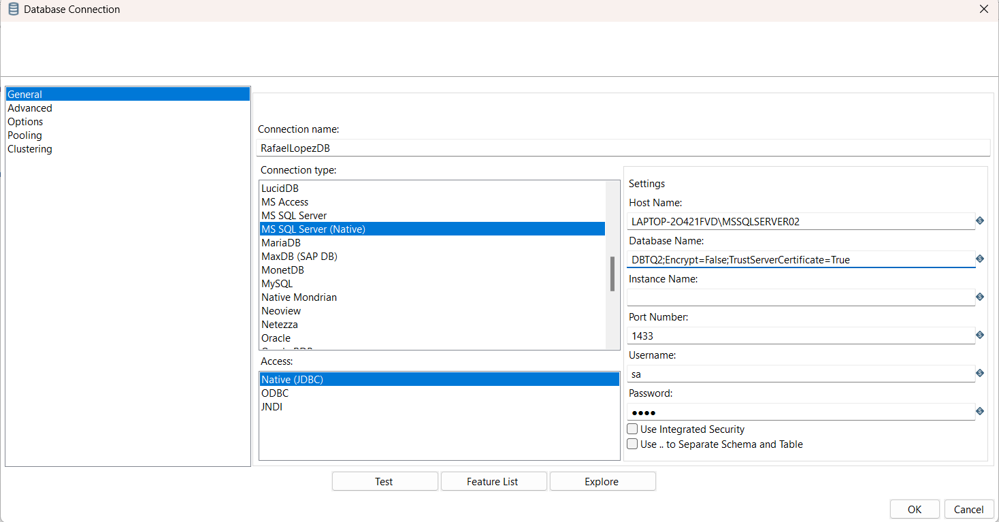 Database Connection
General
Advanced
Options
Pooling
Clustering
Connection name:
RafaelLopezDB
Connection type:
LucidDB
MS Access
MS SQL Server
MS SQL Server (Native)
MariaDB
MaxDB (SAP DB)
MonetDB
MySQL
Native Mondrian
Neoview
Netezza
Oracle
Access:
Native (JDBC)
ODBC
JNDI
Settings
Host Name:
LAPTOP-2O421FVD\MSSQLSERVER02
Database Name:
DBTQ2;Encrypt=False;TrustServerCertificate=True
Instance Name:
Port Number:
1433
Username:
sa
Password:
●●●●
Use Integrated Security
Use .. to Separate Schema and Table
Test
Feature List
Explore
OK
Cancel